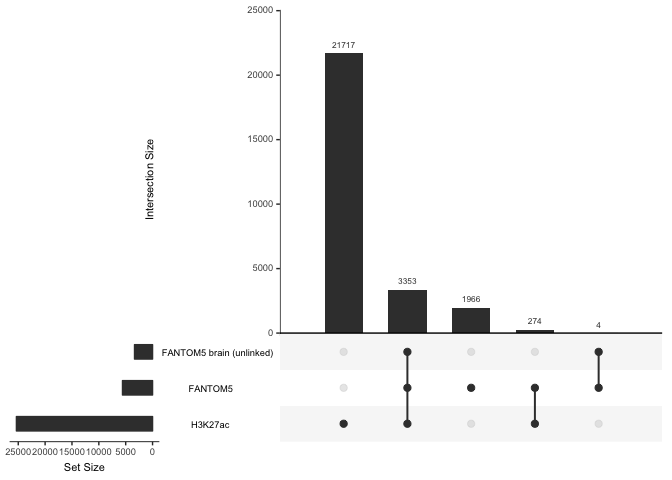 25000
21717
20000
15000
Intersection Size
10000
5000
3353
1966
274
4
0
FANTOM5 brain (unlinked)
FANTOM5
H3K27ac
25000 20000 15000 10000 5000 0
Set Size